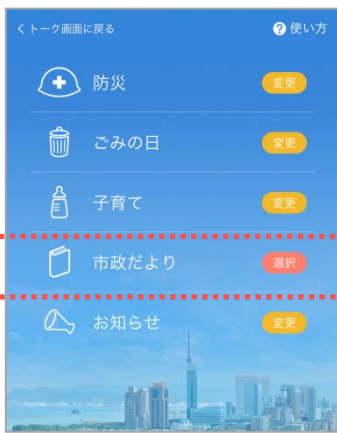 く トーク画面に戻る ? 使い方
防災 変更
ごみの日 変更
子育て 変更
市政だより 選択
お知らせ 変更